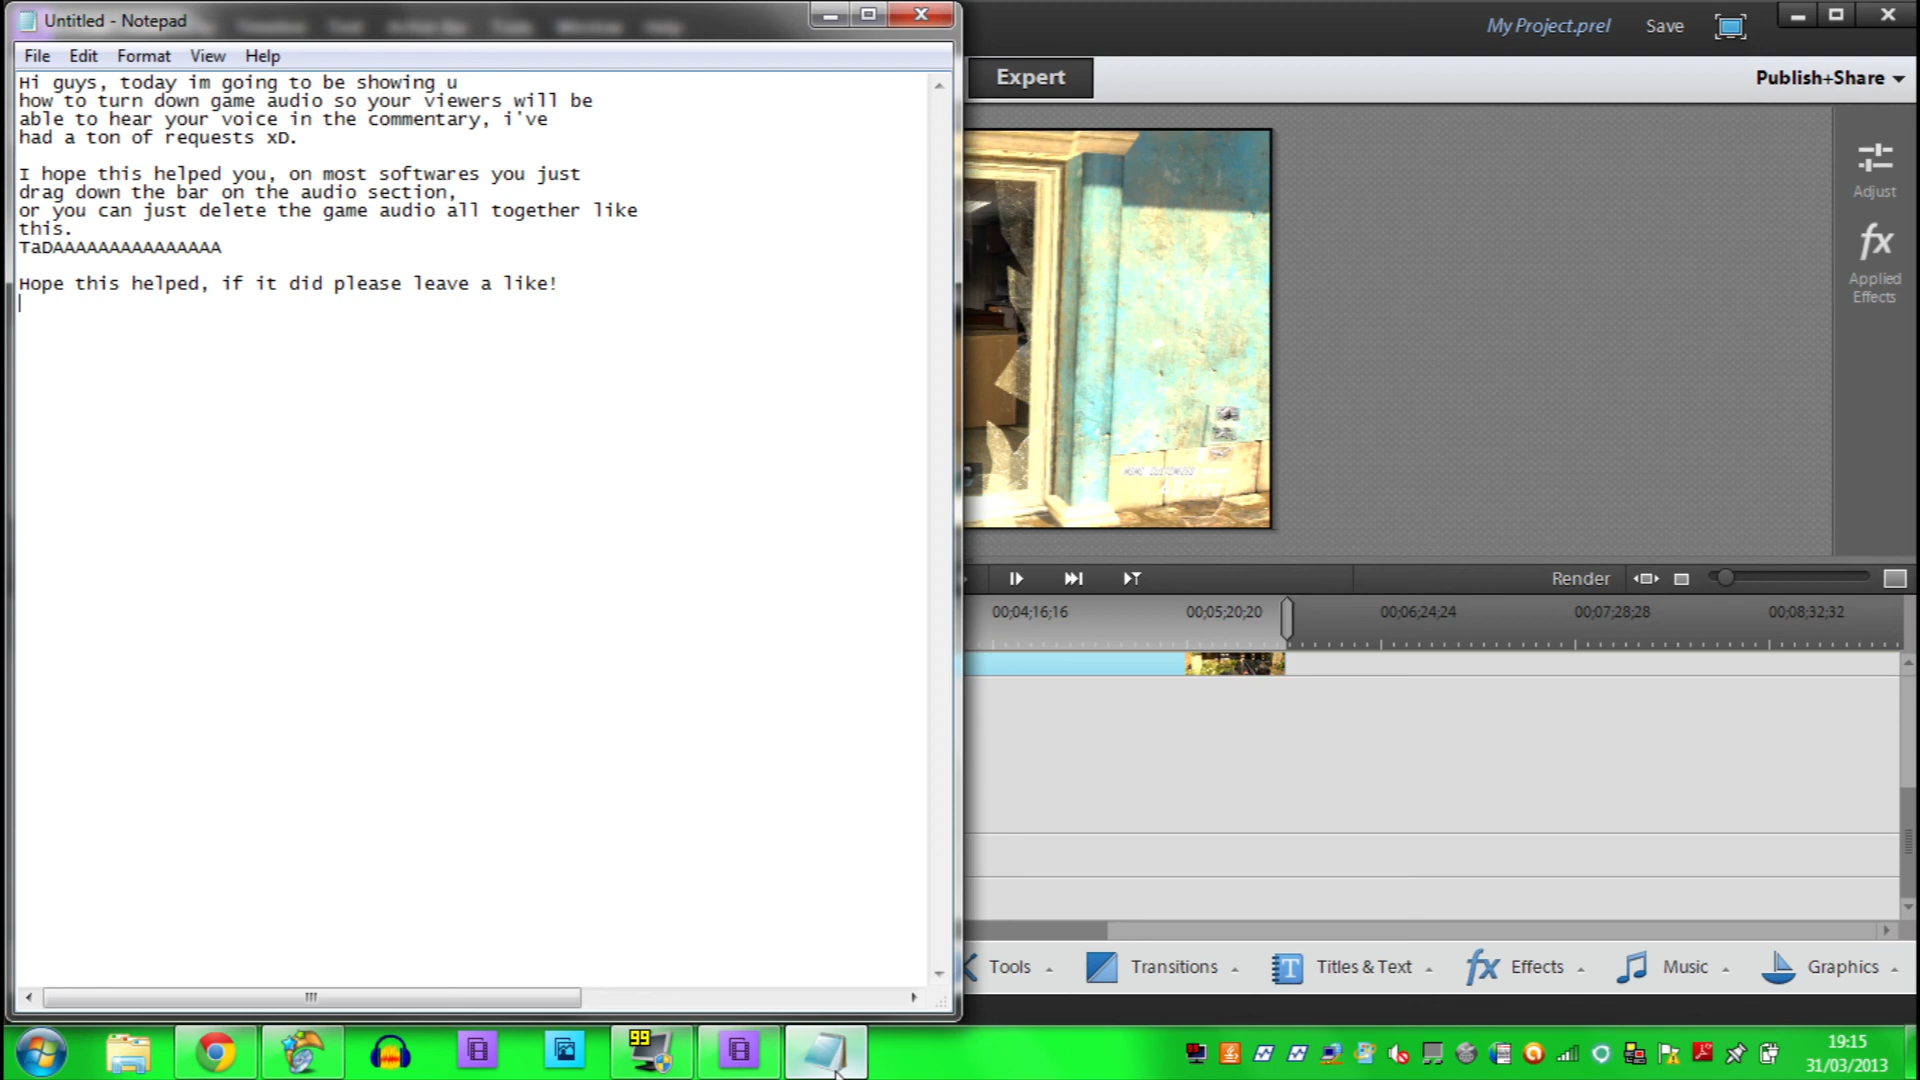 Untitled - Notepad
File Edit Format View Help
Hi guys, today im going to be showing u
how to turn down game audio so your viewers will be
able to hear your voice in the commentary, i've
had a ton of requests xD.
I hope this helped you, on most softwares you just
drag down the bar on the audio section,
or you can just delete the game audio all together like
this.
TaDAAAAAAAAAAAAAAA
Hope this helped, if it did please leave a like!
My Project.prel Save
Expert
Publish+Share
Adjust
fx
Applied
Effects
Render
00;04;16;16 00;05;20;20 00;06;24;24 00;07;28;28 00;08;32;32
Tools Transitions Titles & Text fx Effects Music Graphics
99
19:15
31/03/2013